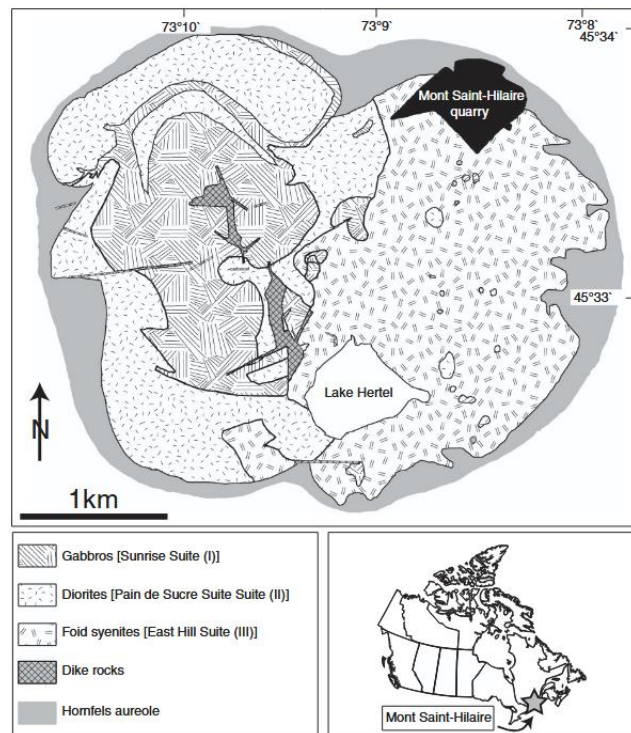 73°10`
73°9`
73°8`
45°34`
Mont Saint-Hilaire
quarry
45°33`
Lake Hertel
N
1km
Gabbros [Sunrise Suite (I)]
Diorites [Pain de Sucre Suite Suite (II)]
Foid syenites [East Hill Suite (III)]
Dike rocks
Hornfels aureole
Mont Saint-Hilaire